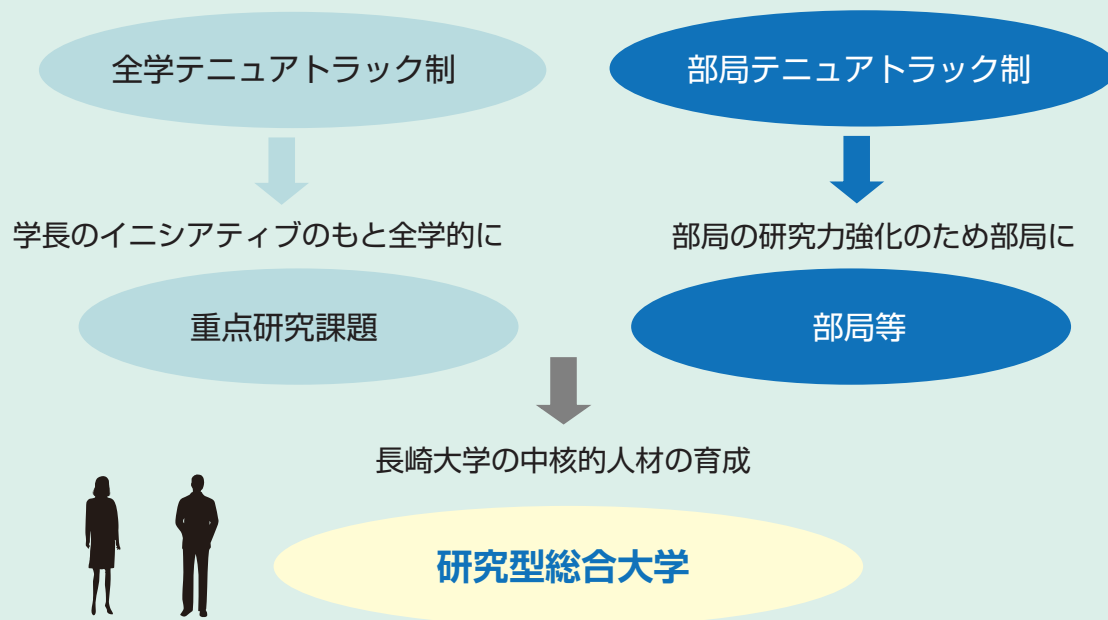 全学テニュアトラック制
部局テニュアトラック制
学長のイニシアティブのもと全学的に
部局の研究力強化のため部局に
重点研究課題
部局等
長崎大学の中核的人材の育成
研究型総合大学